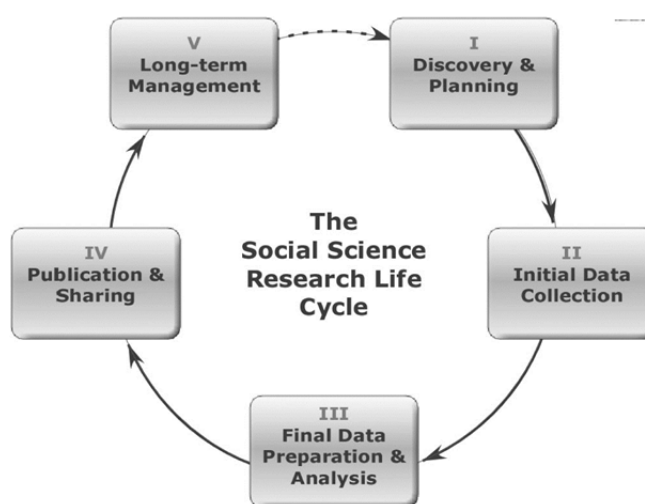 V
Long-term
Management
I
Discovery &
Planning
The
Social Science
Research Life
Cycle
IV
Publication &
Sharing
II
Initial Data
Collection
III
Final Data
Preparation &
Analysis